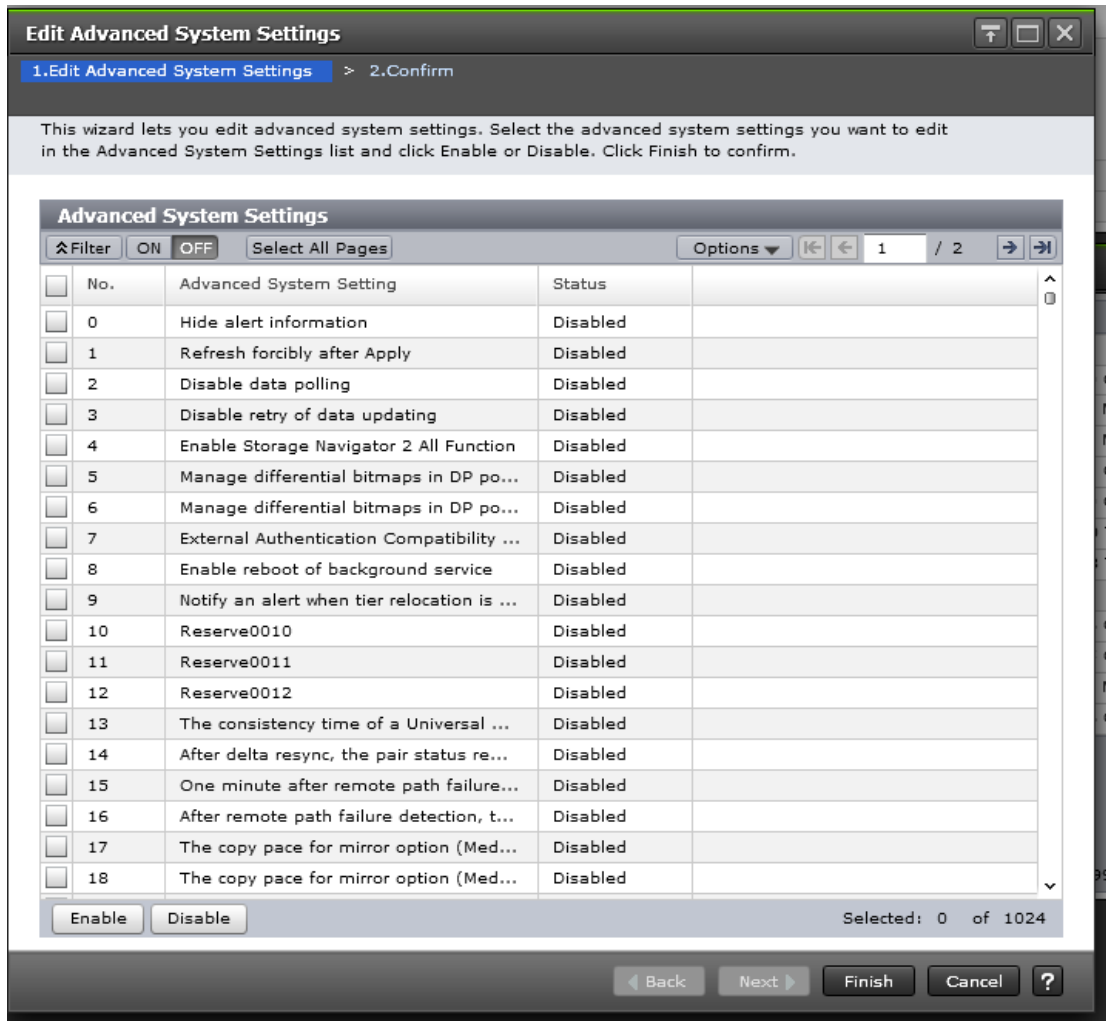 Edit Advanced System Settings
1.Edit Advanced System Settings > 2.Confirm
This wizard lets you edit advanced system settings. Select the advanced system settings you want to edit
in the Advanced System Settings list and click Enable or Disable. Click Finish to confirm.
Advanced System Settings
Filter ON OFF Select All Pages Options 1 / 2
No. Advanced System Setting Status
0 Hide alert information Disabled
1 Refresh forcibly after Apply Disabled
2 Disable data polling Disabled
3 Disable retry of data updating Disabled
4 Enable Storage Navigator 2 All Function Disabled
5 Manage differential bitmaps in DP po... Disabled
6 Manage differential bitmaps in DP po... Disabled
7 External Authentication Compatibility ... Disabled
8 Enable reboot of background service Disabled
9 Notify an alert when tier relocation is ... Disabled
10 Reserve0010 Disabled
11 Reserve0011 Disabled
12 Reserve0012 Disabled
13 The consistency time of a Universal ... Disabled
14 After delta resync, the pair status re... Disabled
15 One minute after remote path failure... Disabled
16 After remote path failure detection, t... Disabled
17 The copy pace for mirror option (Med... Disabled
18 The copy pace for mirror option (Med... Disabled
Enable Disable Selected: 0 of 1024
Back Next Finish Cancel ?